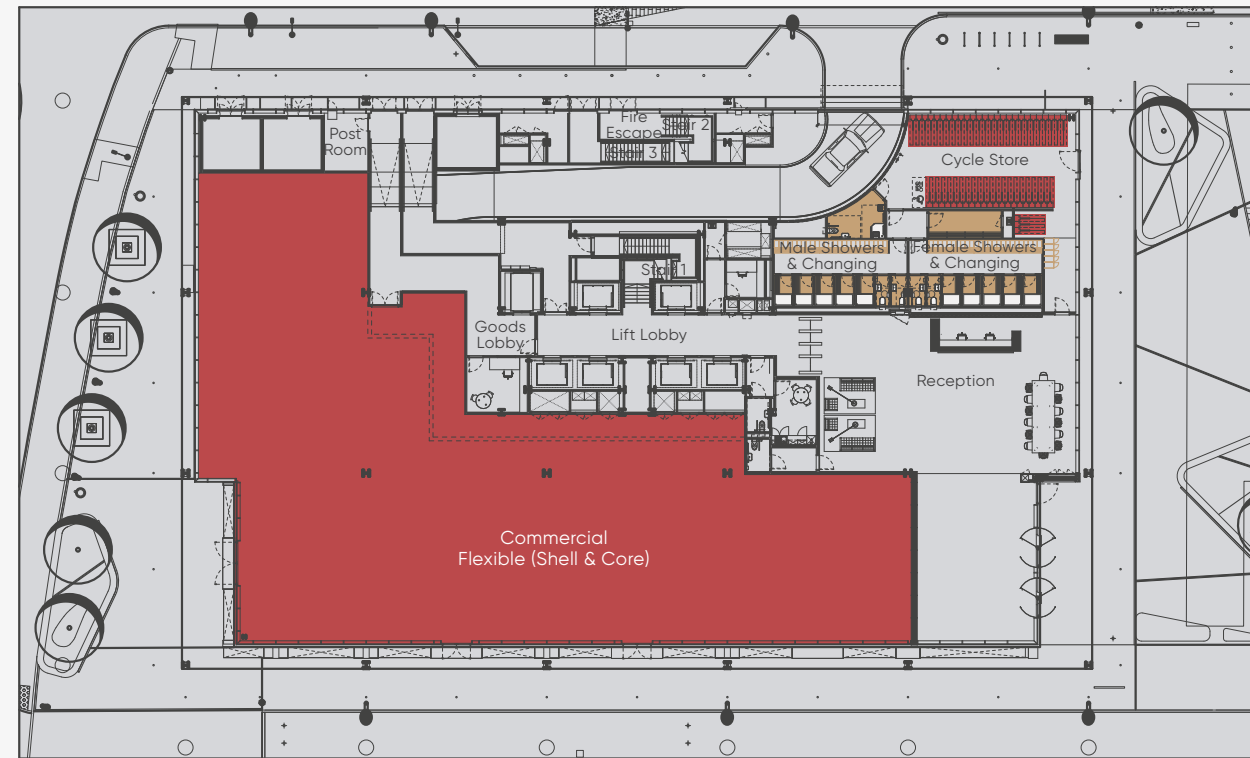 Fire
Escape
Stair 2
Stair 3
Post
Room
Cycle Store
Male Showers
& Changing
Female Showers
& Changing
Stair 1
Goods
Lobby
Lift Lobby
Reception
Commercial
Flexible (Shell & Core)